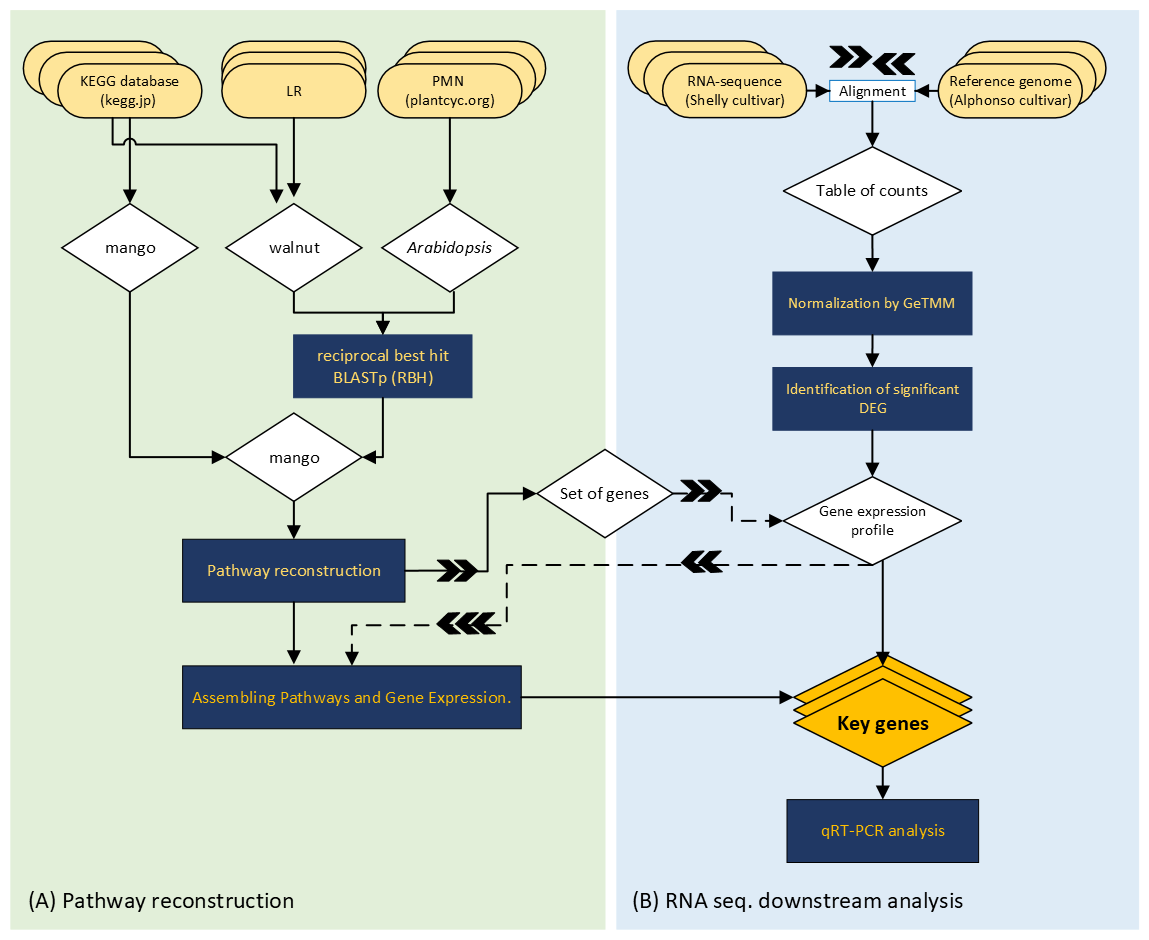 KEGG database
(kegg.jp)
LR
PMN
(plantcyc.org)
mango
walnut
Arabidopsis
reciprocal best hit
BLASTp (RBH)
mango
Pathway reconstruction
Assembling Pathways and Gene Expression.
(A) Pathway reconstruction
Set of genes
RNA-sequence
(Shelly cultivar)
Alignment
Reference genome
(Alphonso cultivar)
Table of counts
Normalization by GeTMM
Identification of significant
DEG
Gene expression
profile
Key genes
qRT-PCR analysis
(B) RNA seq. downstream analysis